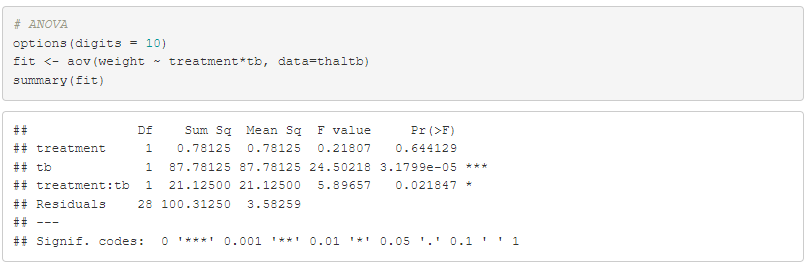 # ANOVA
options(digits = 10)
fit <- aov(weight ~ treatment*tb, data=thaltb)
summary(fit)
##              Df    Sum Sq  Mean Sq  F value     Pr(>F)
## treatment     1   0.78125  0.78125  0.21807   0.644129
## tb            1  87.78125 87.78125 24.50218 3.1799e-05 ***
## treatment:tb  1  21.12500 21.12500  5.89657   0.021847 *
## Residuals    28 100.31250  3.58259
## ---
## Signif. codes:  0 '***' 0.001 '**' 0.01 '*' 0.05 '.' 0.1 ' ' 1